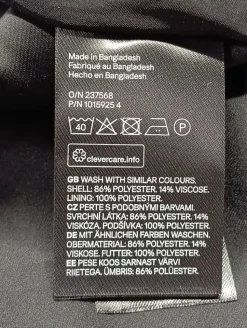 Made in Bangladesh
Fabriqué au Bangladesh
Hecho en Bangladesh
O/N 237568
P/N 1015925 4
40 P
clevercare.info
GB WASH WITH SIMILAR COLOURS.
SHELL: 86% POLYESTER. 14% VISCOSE.
LINING: 100% POLYESTER.
CZ PERTE S PODOBNÝMI BARVAMI.
SVRCHNÍ LÁTKA: 86% POLYESTER. 14%
VISKÓZA. PODŠÍVKA: 100% POLYESTER.
DE MIT ÄHNLICHEN FARBEN WASCHEN.
OBERMATERIAL: 86% POLYESTER. 14%
VISKOSE. FUTTER: 100% POLYESTER.
EE PESE KOOS SARNAST VÄRVI
RIIETEGA. ÜMBRIS: 86% POLÜESTER.